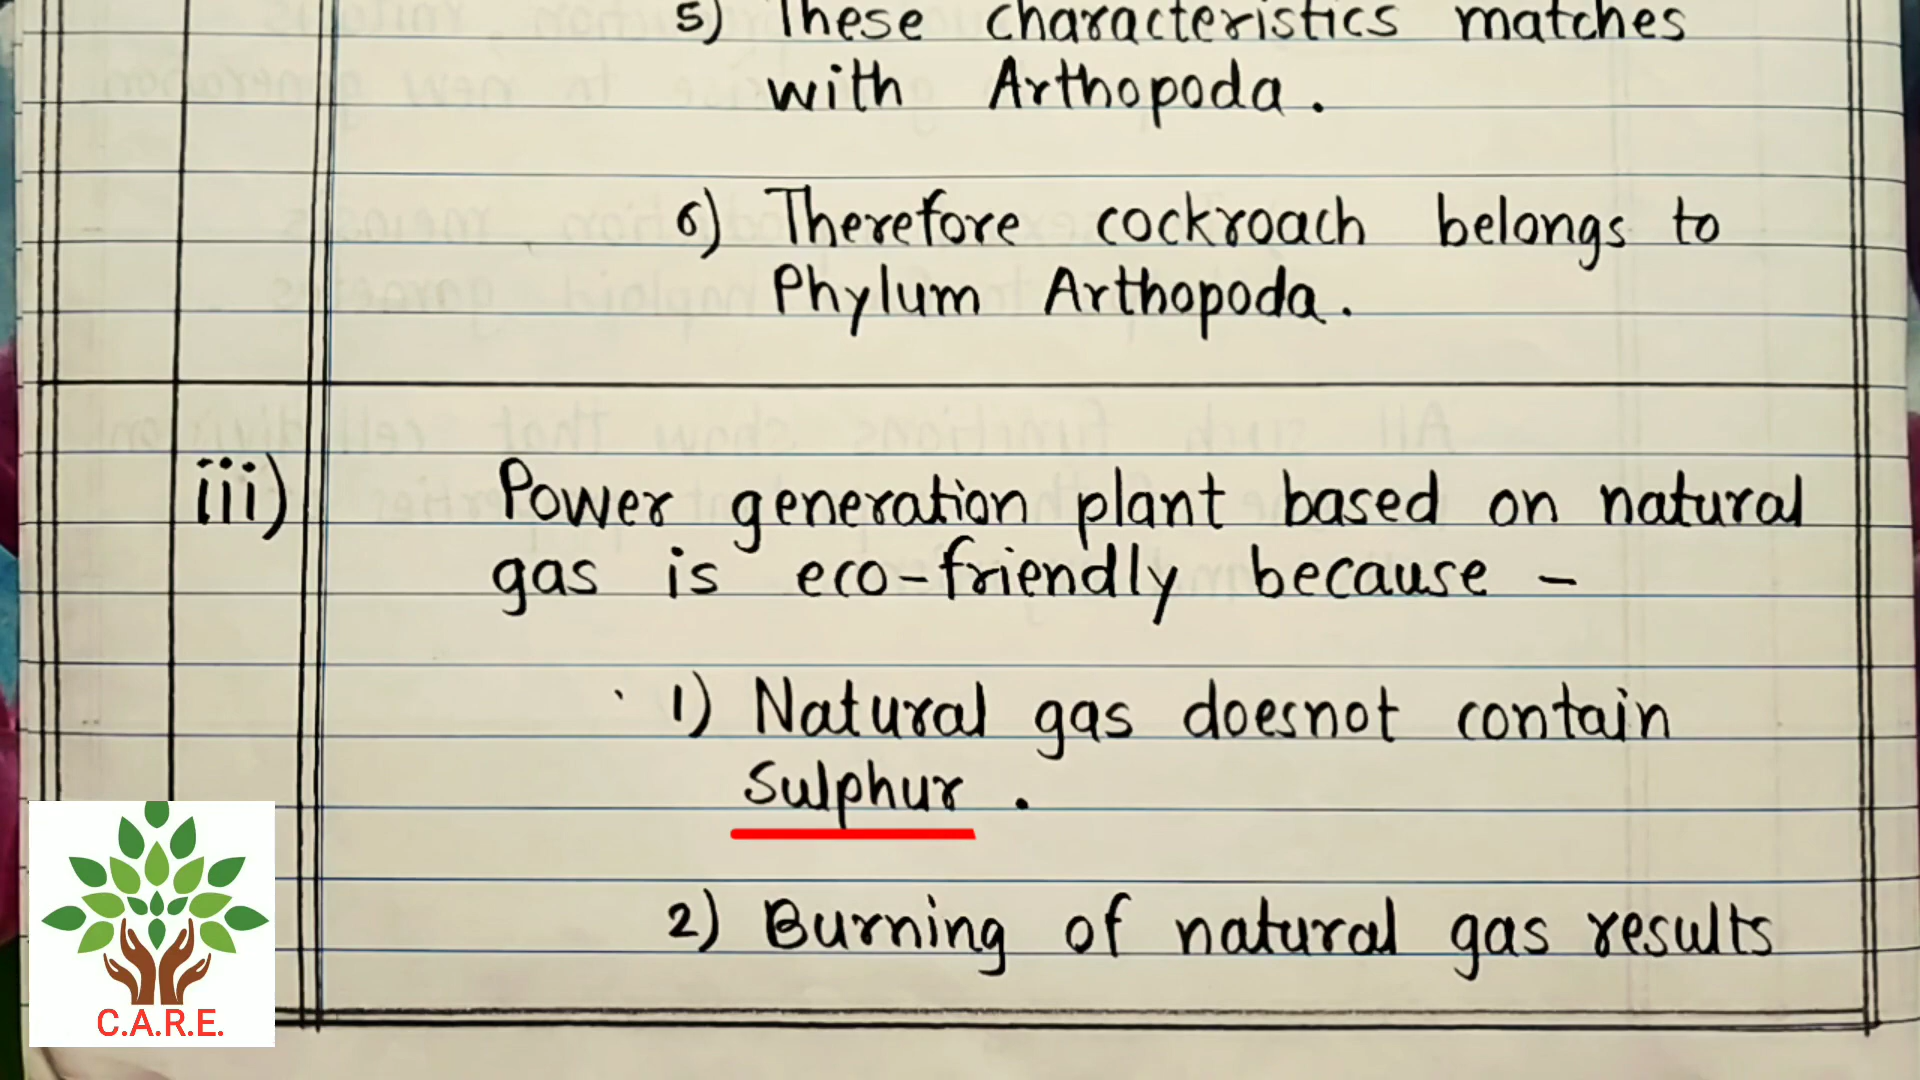 5) These characteristics matches
with Arthopoda.
6) Therefore cockroach belongs to
Phylum Arthopoda.
iii) Power generation plant based on natural
gas is eco-friendly because -
1) Natural gas doesnot contain
Sulphur.
2) Burning of natural gas results
C.A.R.E.